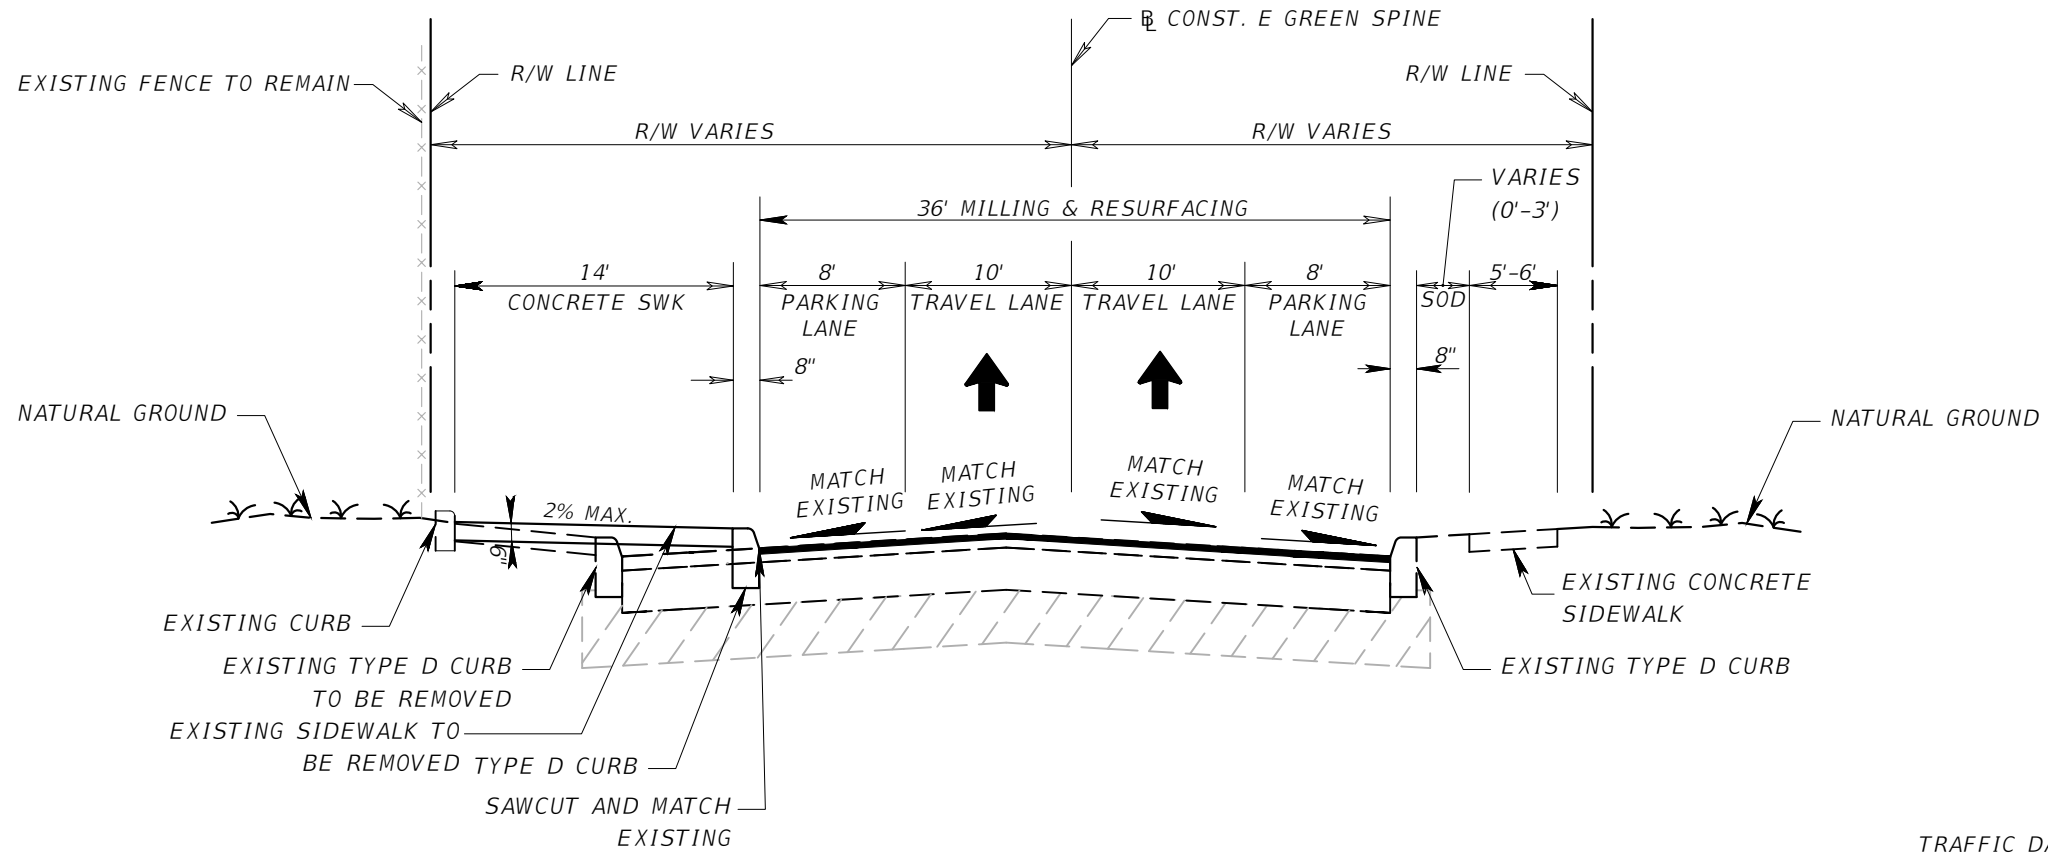 ℄ CONST. E GREEN SPINE
EXISTING FENCE TO REMAIN
R/W LINE
R/W LINE
R/W VARIES
R/W VARIES
VARIES
(0'-3')
36' MILLING & RESURFACING
14'
8'
10'
10'
8'
5'-6'
CONCRETE SWK
PARKING
LANE
TRAVEL LANE
TRAVEL LANE
PARKING
LANE
SOD
8"
8"
NATURAL GROUND
NATURAL GROUND
MATCH
EXISTING
MATCH
EXISTING
MATCH
EXISTING
MATCH
EXISTING
2% MAX.
6"
EXISTING CURB
EXISTING CONCRETE
SIDEWALK
EXISTING TYPE D CURB
TO BE REMOVED
EXISTING TYPE D CURB
EXISTING SIDEWALK TO
BE REMOVED
TYPE D CURB
SAWCUT AND MATCH
EXISTING
TRAFFIC DA